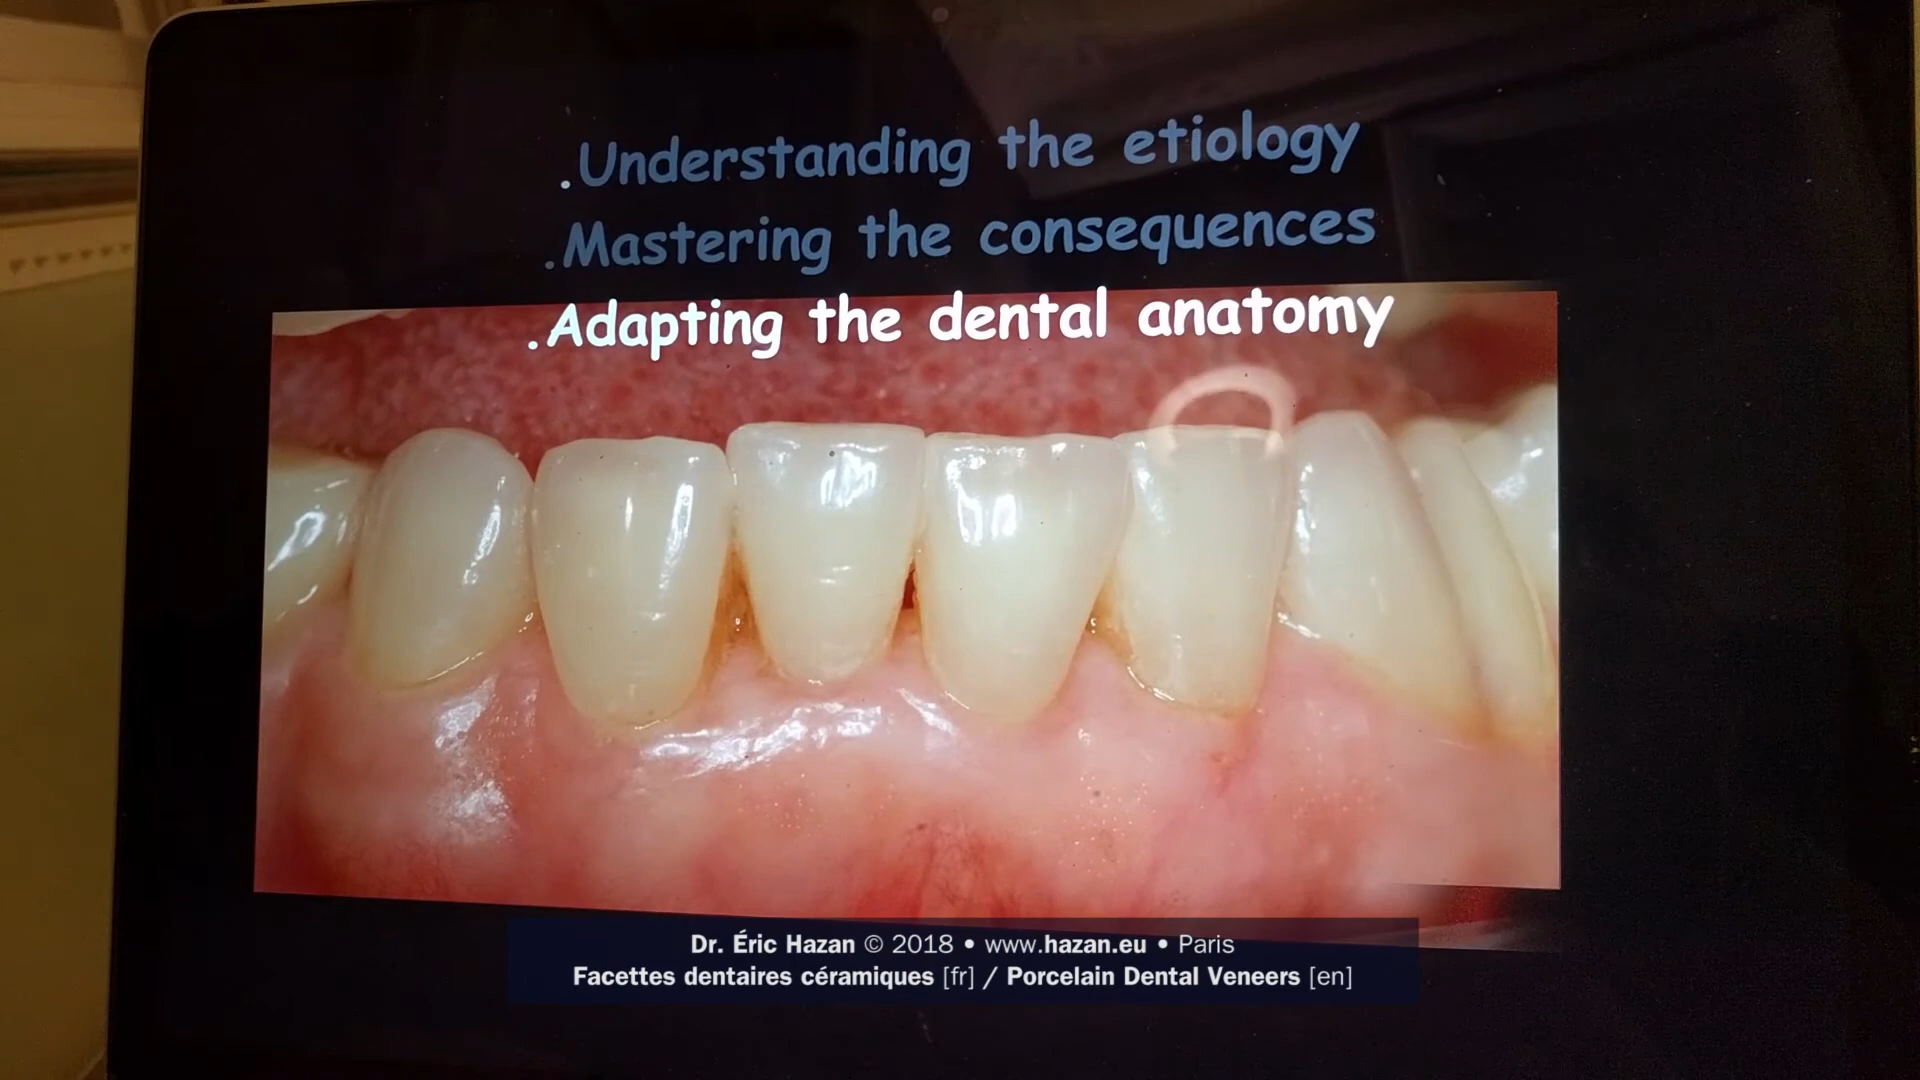 .Understanding the etiology
.Mastering the consequences
.Adapting the dental anatomy
Dr. Éric Hazan © 2018 • www.hazan.eu • Paris
Facettes dentaires céramiques [fr] / Porcelain Dental Veneers [en]